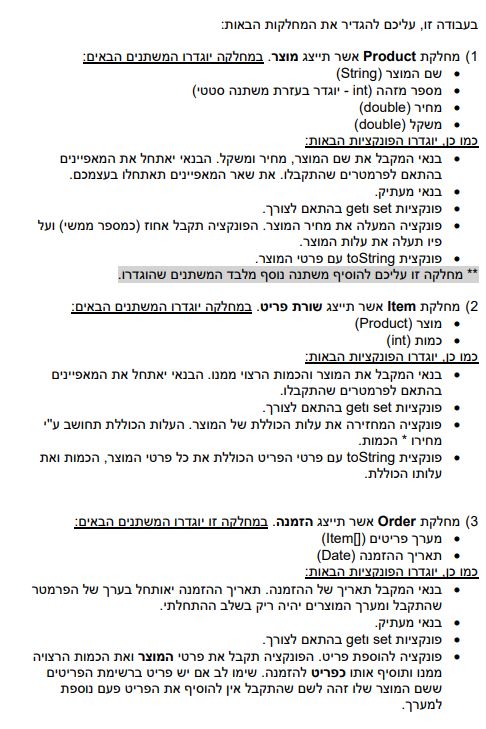 בעבודה זו, עליכם להגדיר את המחלקות הבאות:
1) מחלקת Product אשר תייצג מוצר. במחלקה יוגדרו המשתנים הבאים:
• שם המוצר (String)
• מספר מזהה (int - יוגדר בעזרת משתנה סטטי)
• מחיר (double)
• משקל (double)
כמו כן, יוגדרו הפונקציות הבאות:
• בנאי המקבל את שם המוצר, מחיר ומשקל. הבנאי יאתחל את המאפיינים
בהתאם לפרמטרים שהתקבלו. את שאר המאפיינים תאתחלו בעצמכם.
• בנאי מעתיק.
• פונקציות set וget בהתאם לצורך.
• פונקציה המעלה את מחיר המוצר. הפונקציה תקבל אחוז (כמספר ממשי) ועל
פיו תעלה את עלות המוצר.
• פונקצית toString עם פרטי המוצר.
** מחלקה זו עליכם להוסיף משתנה נוסף מלבד המשתנים שהוגדרו.
2) מחלקת Item אשר תייצג שורת פריט. במחלקה יוגדרו המשתנים הבאים:
• מוצר (Product)
• כמות (int)
כמו כן, יוגדרו הפונקציות הבאות:
• בנאי המקבל את המוצר והכמות הרצוי ממנו. הבנאי יאתחל את המאפיינים
בהתאם לפרמטרים שהתקבלו.
• פונקציות set וget בהתאם לצורך.
• פונקציה המחזירה את עלות הכוללת של המוצר. העלות הכוללת תחושב ע"י
מחירו * הכמות.
• פונקצית toString עם פרטי הפריט הכוללת את כל פרטי המוצר, הכמות ואת
עלותו הכוללת.
3) מחלקת Order אשר תייצג הזמנה. במחלקה זו יוגדרו המשתנים הבאים:
• מערך פריטים (Item[])
• תאריך ההזמנה (Date)
כמו כן, יוגדרו הפונקציות הבאות:
• בנאי המקבל תאריך של ההזמנה. תאריך ההזמנה יאותחל בערך של הפרמטר
שהתקבל ומערך המוצרים יהיה ריק בשלב ההתחלתי.
• בנאי מעתיק.
• פונקציות set וget בהתאם לצורך.
• פונקציה להוספת פריט. הפונקציה תקבל את פרטי המוצר ואת הכמות הרצויה
ממנו ותוסיף אותו כפריט להזמנה. שימו לב אם יש פריט ברשימת הפריטים
ששם המוצר שלו זהה לשם שהתקבל אין להוסיף את הפריט פעם נוספת
למערך.